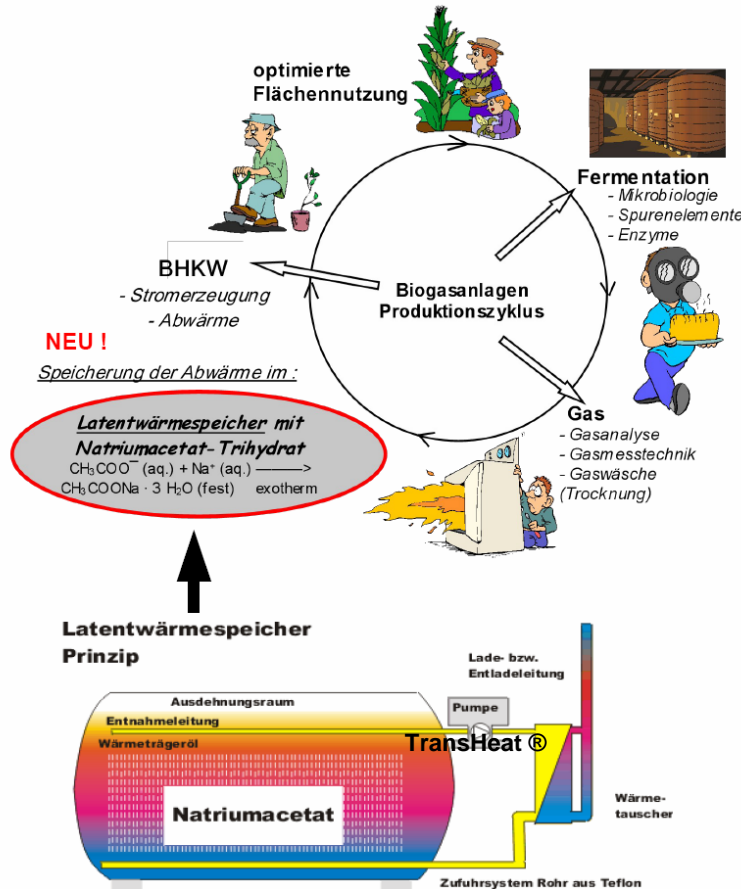 optimierte
Flächennutzung
Fermentation
- Mikrobiologie
- Spurenelemente
- Enzyme
BHKW
- Stromerzeugung
- Abwärme
Biogasanlagen
Produktionszyklus
NEU !
Speicherung der Abwärme im :
Latentwärmespeicher mit
Natriumacetat- Trihydrat
CH₃COO⁻ (aq.) + Na⁺ (aq.) ———>
CH₃COONa · 3 H₂O (fest) exotherm
Gas
- Gasanalyse
- Gasmesstechnik
- Gaswäsche
(Trocknung)
Latentwärmespeicher
Prinzip
Lade- bzw.
Entladeleitung
Ausdehnungsraum
Pumpe
Entnahmeleitung
Wärmeträgeröl
TransHeat ®
Natriumacetat
Wärme-
tauscher
Zufuhrsystem Rohr aus Teflon